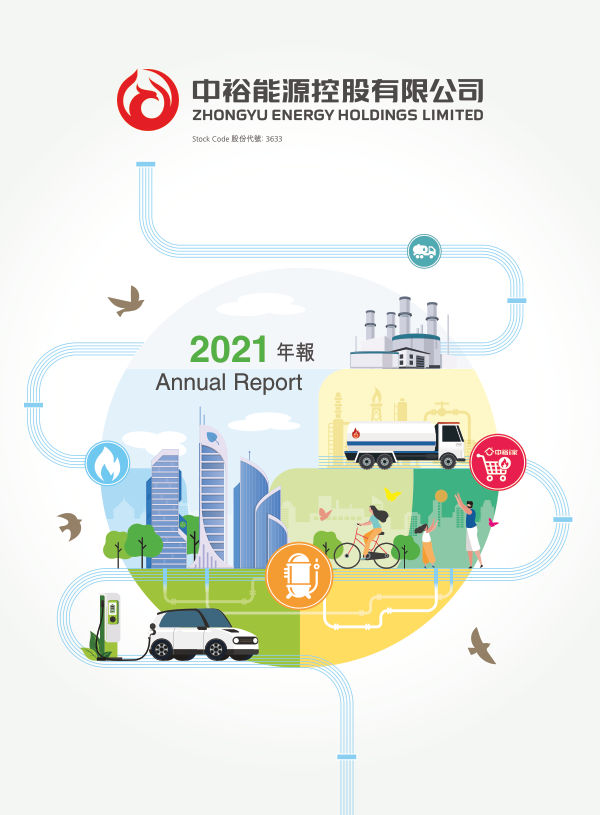 中裕能源控股有限公司
ZHONGYU ENERGY HOLDINGS LIMITED
Stock Code 股份代號: 3633
2021 年報
Annual Report
中裕i家